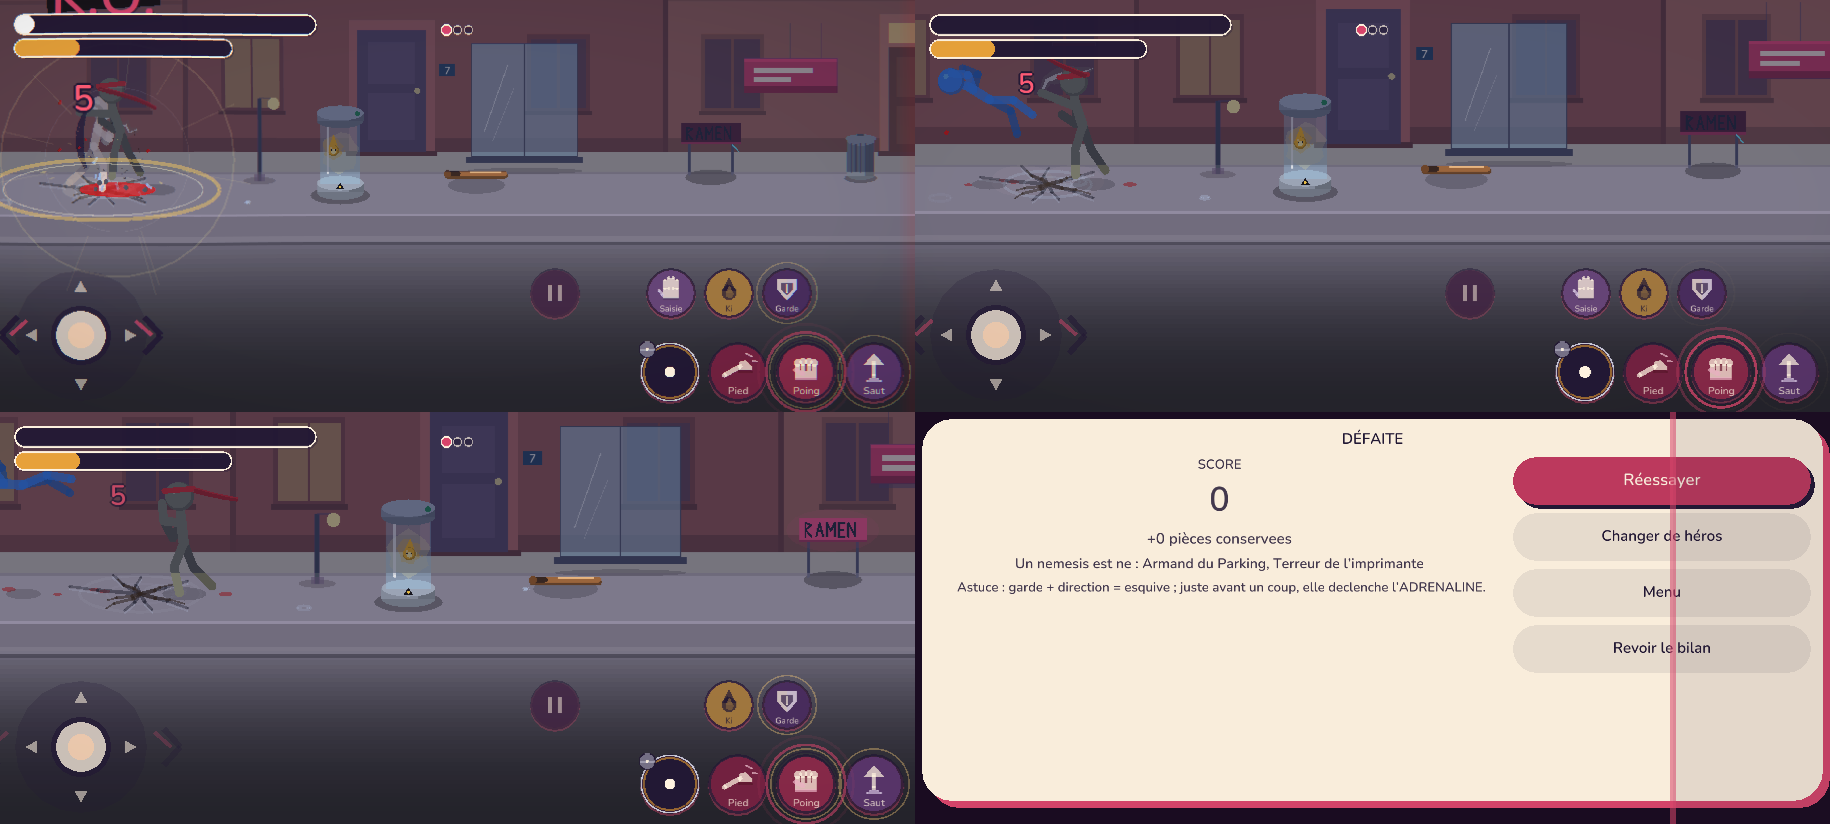 K.O.
5
7
RAMEN
Saisie
Ki
Garde
Pied
Poing
Saut
5
7
RAMEN
Saisie
Ki
Garde
Pied
Poing
Saut
5
7
RAMEN
Ki
Garde
Pied
Poing
Saut
DÉFAITE
SCORE
0
+0 pièces conservees
Un nemesis est ne : Armand du Parking, Terreur de l'imprimante
Astuce : garde + direction = esquive ; juste avant un coup, elle declenche l'ADRENALINE.
Réessayer
Changer de héros
Menu
Revoir le bilan